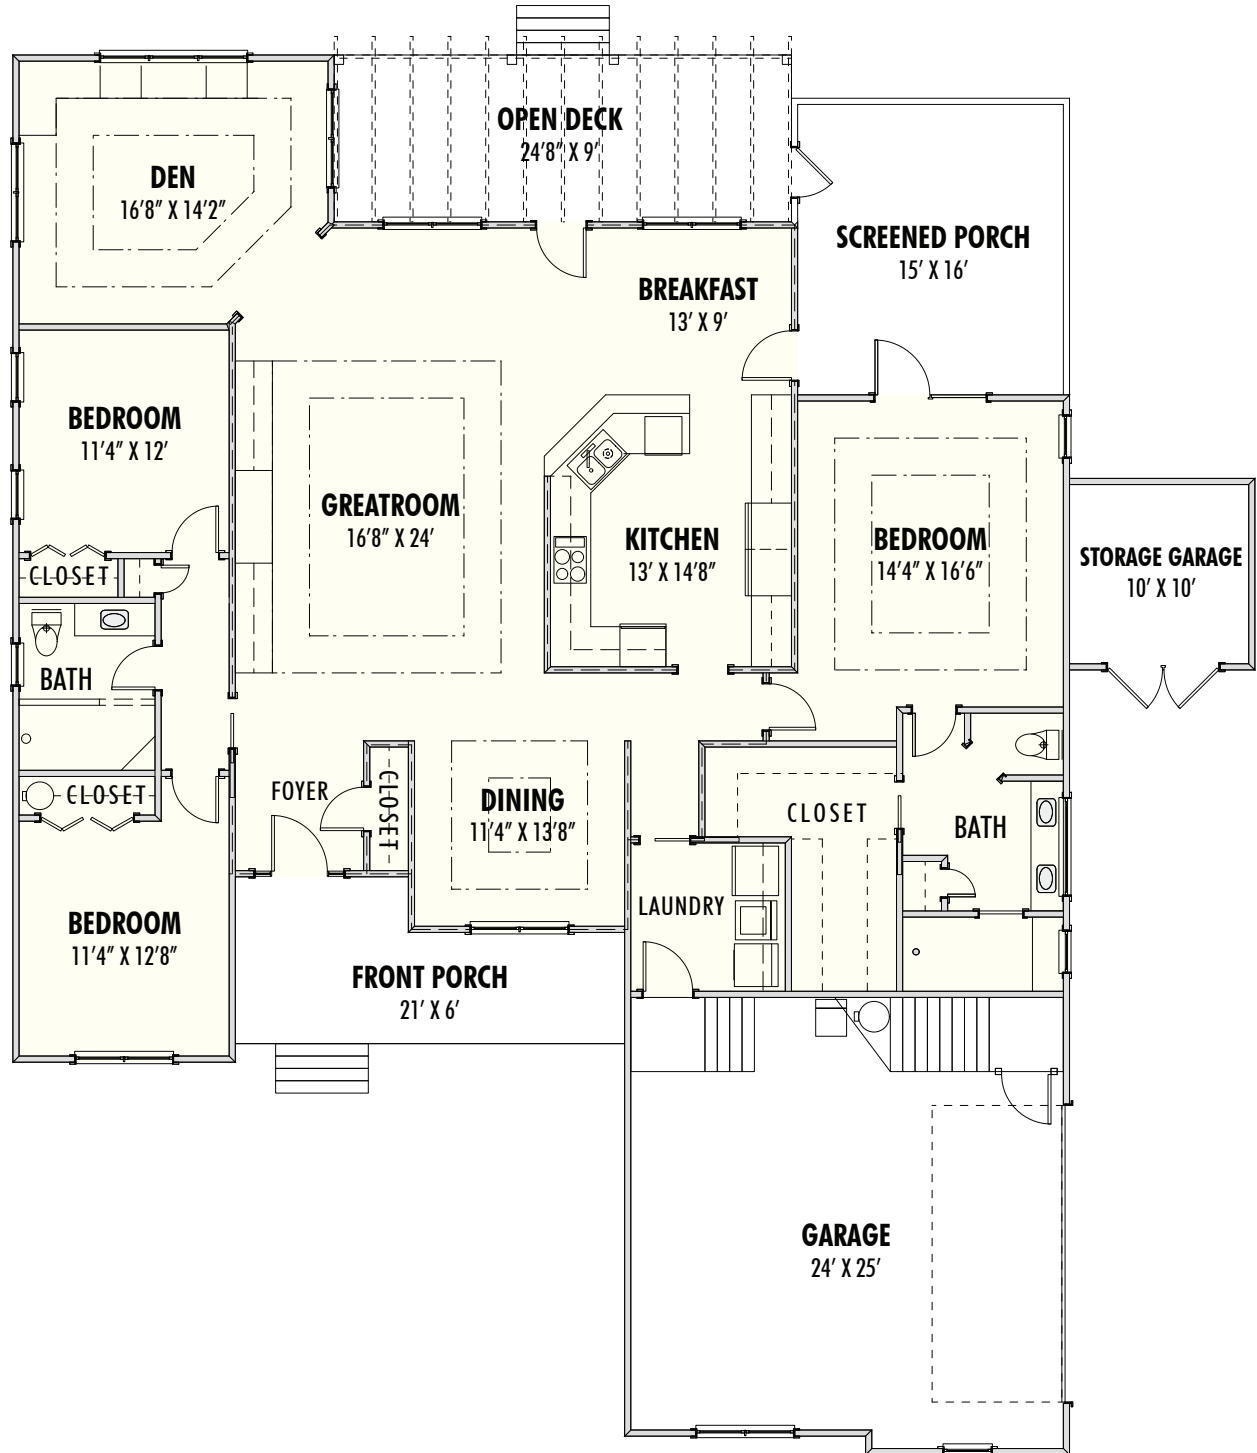 OPEN DECK
24'8" X 9'
DEN
16'8" X 14'2"
SCREENED PORCH
15' X 16'
BREAKFAST
13' X 9'
BEDROOM
11'4" X 12'
GREATROOM
16'8" X 24'
KITCHEN
13' X 14'8"
BEDROOM
14'4" X 16'6"
STORAGE GARAGE
10' X 10'
CLOSET
BATH
CLOSET
FOYER
CLOSET
DINING
11'4" X 13'8"
CLOSET
BATH
LAUNDRY
BEDROOM
11'4" X 12'8"
FRONT PORCH
21' X 6'
GARAGE
24' X 25'